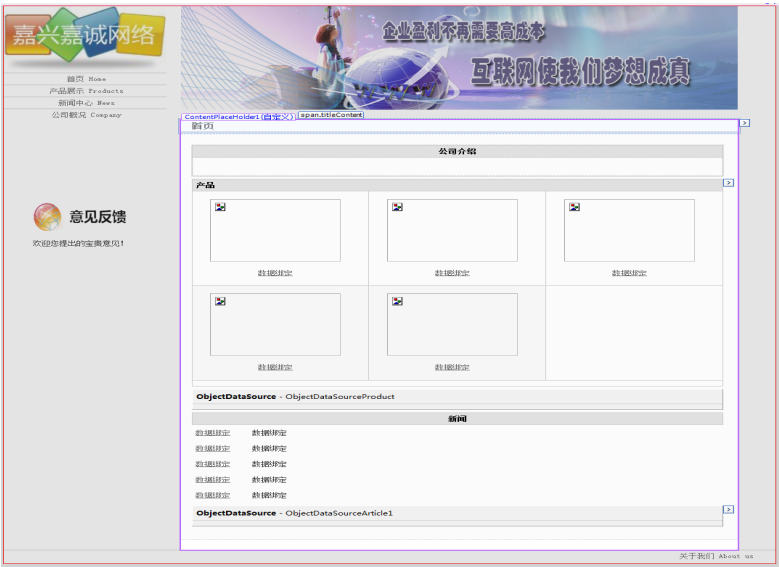 嘉兴嘉诚网络
企业盈利不再需要高成本
互联网使我们梦想成真
首页 Home
产品展示 Products
新闻中心 News
公司概况 Company
意见反馈
欢迎您提出的宝贵意见!
ContentPlaceHolder1 (自定义) span.titleContent
首页
公司介绍
产品
数据绑定 数据绑定 数据绑定
数据绑定 数据绑定
ObjectDataSource - ObjectDataSourceProduct
新闻
数据绑定 数据绑定
数据绑定 数据绑定
数据绑定 数据绑定
数据绑定 数据绑定
数据绑定 数据绑定
ObjectDataSource - ObjectDataSourceArticle1
关于我们 About us